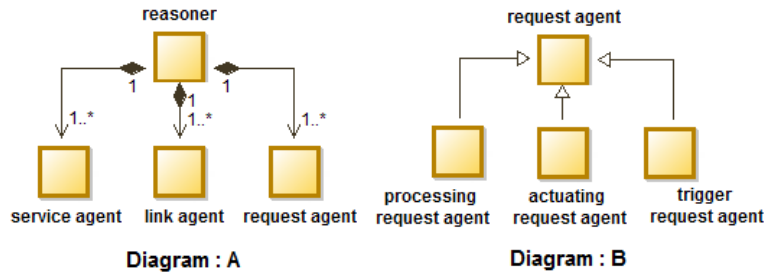 reasoner
1
1
1
1..*
1..*
1..*
service agent
link agent
request agent
Diagram : A
request agent
processing
request agent
actuating
request agent
trigger
request agent
Diagram : B